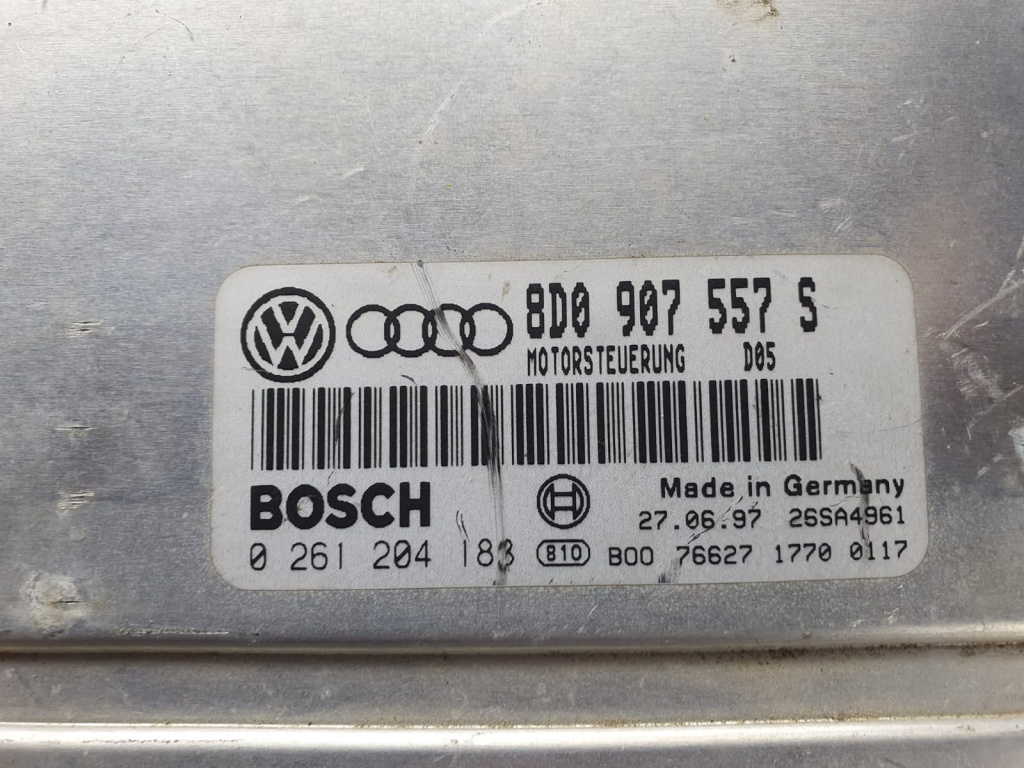 8D0 907 557 S
MOTORSTEUERUNG D05
BOSCH
Made in Germany
27.06.97 26SA4961
0 261 204 183 810 B00 76627 1770 0117